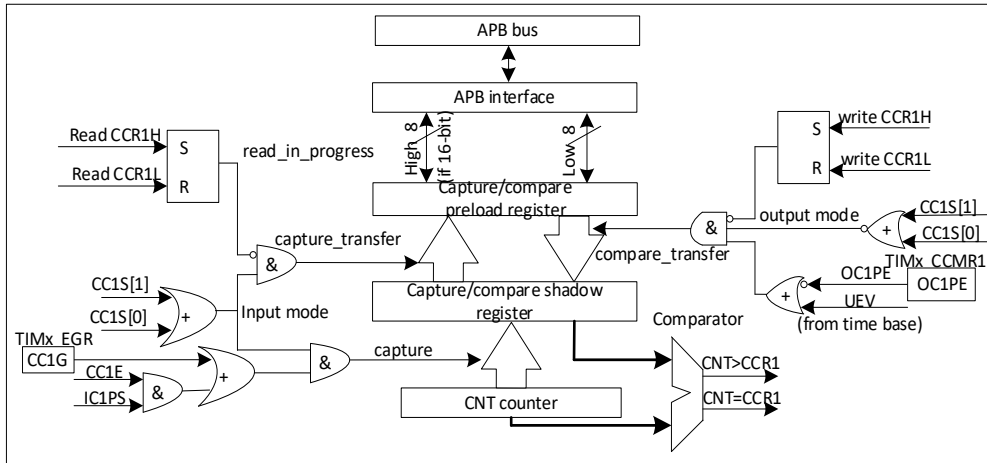 APB bus
APB interface
High 8
(if 16-bit)
Low 8
Read CCR1H
Read CCR1L
S
R
read_in_progress
write CCR1H
write CCR1L
S
R
Capture/compare
preload register
&
capture_transfer
&
compare_transfer
output mode
+
CC1S[1]
CC1S[0]
TIMx_CCMR1
OC1PE
OC1PE
UEV
(from time base)
+
CC1S[1]
CC1S[0]
+
Input mode
Capture/compare shadow
register
Comparator
TIMx_EGR
CC1G
CC1E
IC1PS
&
+
&
capture
CNT counter
CNT>CCR1
CNT=CCR1